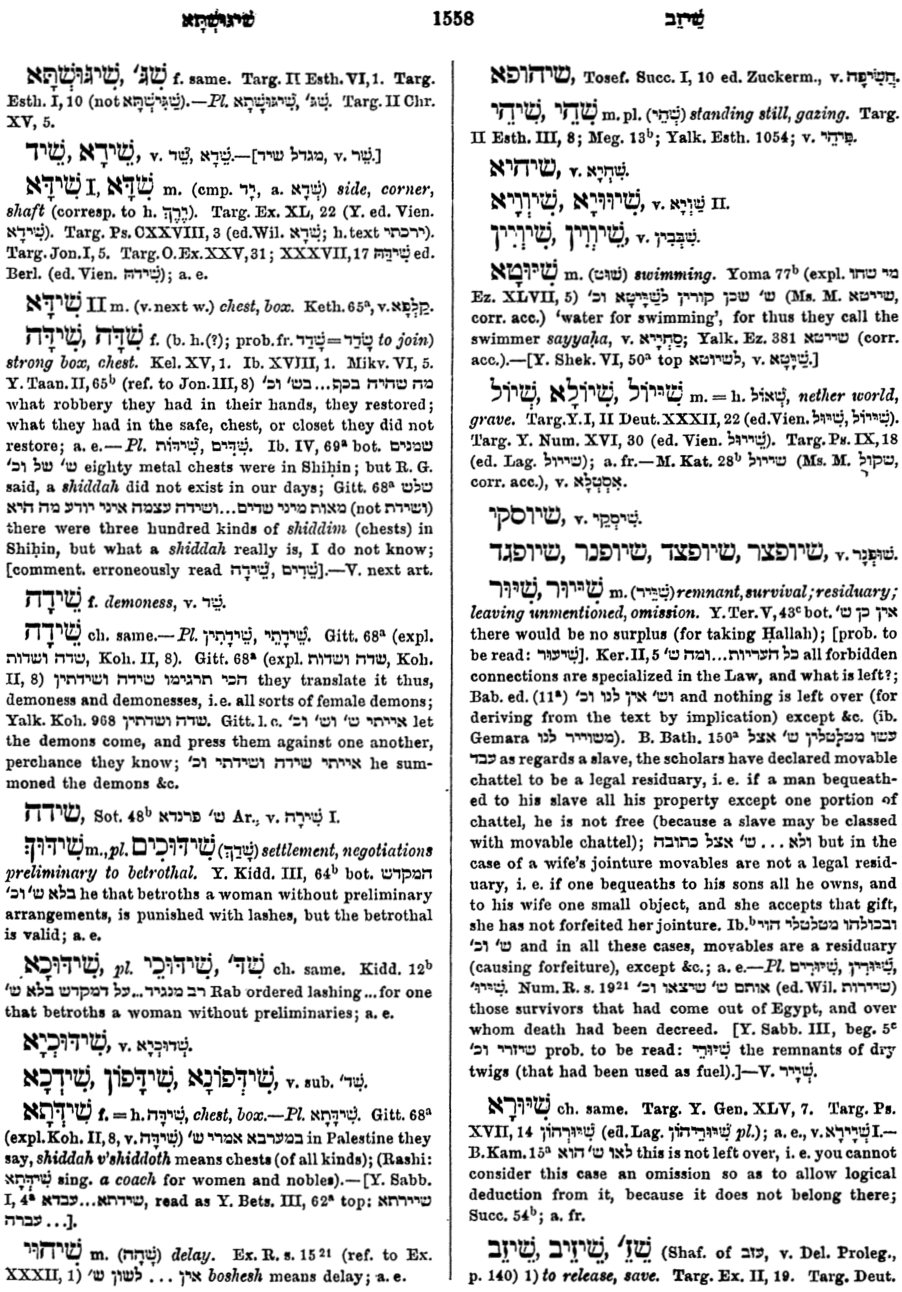 שִׁיגוּשְׁתָּא 1558 שֵׁיזַב
שִׁיגּוּשְׁתָּא, שִׁגּ׳ f. same. Targ. II Esth. VI, 1. Targ.
Esth. I, 10 (not שַׁגִּישְׁתָּא).—Pl. שִׁיגּוּשָׁתָא, שִׁגּ׳. Targ. II Chr.
XV, 5.
שֵׁידָא, שֵׁיד, v. שֵׁדָא, שֵׁד.—[מגדל שיד, v. שֵׁר.]
שִׁידָּא I, שִׁדָּא m. (cmp. יָד, a. שְׁדָא) side, corner,
shaft (corresp. to h. יָרֵךְ). Targ. Ex. XL, 22 (Y. ed. Vien.
שִׁידָא). Targ. Ps. CXXVIII, 3 (ed. Wil. שִׁדָא; h. text ירכתי).
Targ. Jon. I, 5. Targ. O. Ex. XXV, 31; XXXVII, 17 שִׁידַּהּ ed.
Berl. (ed. Vien. שִׁידהּ); a. e.
שִׁידָּא II m. (v. next w.) chest, box. Keth. 65ᵃ, v. קְלָפָא.
שִׁדָּה, שִׁידָּה f. (b. h. (?); prob. fr. שָׁדַד=שָׁדַר to join)
strong box, chest. Kel. XV, 1. Ib. XVIII, 1. Mikv. VI, 5.
Y. Taan. II, 65ᵇ (ref. to Jon. III, 8) מה שהיה בכף...בש׳ וכ׳
what robbery they had in their hands, they restored;
what they had in the safe, chest, or closet they did not
restore; a. e.—Pl. שִׁדִּים, שִׁידּוֹת. Ib. IV, 69ᵃ bot. שמנים
ש׳ של וכ׳ eighty metal chests were in Shiḥin; but R. G.
said, a shiddah did not exist in our days; Gitt. 68ᵃ שלש
מאות מיני שדים...ושידה עצמה איני יודע מה היא (not ושידת)
there were three hundred kinds of shiddim (chests) in
Shiḥin, but what a shiddah really is, I do not know;
[comment. erroneously read שֵׁדִים, שֵׁידָה].—V. next art.
שֵׁידָה f. demoness, v. שֵׁד.
שֵׁידָה ch. same.—Pl. שֵׁידָתִין, שֵׁידָתֵי. Gitt. 68ᵃ (expl.
שדה ושדות, Koh. II, 8). Gitt. 68ᵃ (expl. שדה ושדות, Koh.
II, 8) הכי תרגימו שידה ושידתין they translate it thus,
demoness and demonesses, i. e. all sorts of female demons;
Yalk. Koh. 968 שדה ושדתין. Gitt. l. c. אייתי ש׳ וש׳ וכ׳ let
the demons come, and press them against one another,
perchance they know; אייתי שידה ושידתי וכ׳ he sum-
moned the demons &c.
שידה, Sot. 48ᵇ ש׳ פרנדא Ar., v. שִׁירָה I.
שִׁידּוּךְ m., pl. שִׁידּוּכִים (שָׁדַךְ) settlement, negotiations
preliminary to betrothal. Y. Kidd. III, 64ᵇ bot. המקדש
בלא ש׳ וכ׳ he that betroths a woman without preliminary
arrangements, is punished with lashes, but the betrothal
is valid; a. e.
שִׁידּוּכָא, pl. שִׁידּוּכֵי, שִׁדּ׳ ch. same. Kidd. 12ᵇ
רב מנגיד...על דמקדש בלא ש׳ Rab ordered lashing ... for one
that betroths a woman without preliminaries; a. e.
שִׁידּוּכְיָא, v. שִׁדּוּכְיָא.
שִׁידְּפוֹנָא, שִׁידָּפוֹן, שִׁידְכָא, v. sub. שִׁד׳.
שִׁידְּתָא f. = h. שִׁידָּה, chest, box.—Pl. שִׁידָּתָא. Gitt. 68ᵃ
(expl. Koh. II, 8, v. שִׁידָּה) במערבא אמרי ש׳ in Palestine they
say, shiddah v'shiddoth means chests (of all kinds); (Rashi:
שִׁידְּתָא sing. a coach for women and nobles).—[Y. Sabb.
I, 4ᵃ שידתא...עבדא, read as Y. Bets. III, 62ᵃ top: שיירתא
... עברה].
שִׁיהוּי m. (שָׁהָה) delay. Ex. R. s. 15²¹ (ref. to Ex.
XXXII, 1) אין ... לשון ש׳ boshesh means delay; a. e.
שיהופא, Tosef. Succ. I, 10 ed. Zuckerm., v. חֲשִׂיפָה.
שִׁהֵי, שִׁיהֵי m. pl. (שְׁהֵי) standing still, gazing. Targ.
II Esth. III, 8; Meg. 13ᵇ; Yalk. Esth. 1054; v. פִּיהֵי.
שיהיא, v. שִׁהְיָא.
שִׁיוּוּיָא, שִׁיוְויָא, v. שַׁוְיָא II.
שִׁיוְוִין, שִׁיוְיִין, v. שְׁבָבִין.
שִׁיּוּטָא m. (שׁוּט) swimming. Yoma 77ᵇ (expl. מי שחו
Ez. XLVII, 5) ש׳ שכן קורין לשַׁיָּיטָא וכ׳ (Ms. M. שרייטא,
corr. acc.) 'water for swimming', for thus they call the
swimmer sayyaḥa, v. סַחְיָא; Yalk. Ez. 381 שיירטא (corr.
acc.).—[Y. Shek. VI, 50ᵃ top לשיוטא, v. שַׁיָּטָא.]
שִׁיּוֹל, שִׁיוֹלָא, שִׁיּיוֹל m. = h. שְׁאוֹל, nether world,
grave. Targ. Y. I, II Deut. XXXII, 22 (ed. Vien. שִׁיּוּל, שִׁיּיוֹל).
Targ. Y. Num. XVI, 30 (ed. Vien. שִׁייוּל). Targ. Ps. IX, 18
(ed. Lag. שייול); a. fr.—M. Kat. 28ᵇ שייול (Ms. M. שקול,
corr. acc.), v. אִסְטְלָא.
שיוסקי, v. שִׁיסְקֵי.
שיופצר, שיופצד, שיופנר, שיופגד, v. שׁוּפְנָר.
שִׁיּוּר, שִׁיּיוּר m. (שִׁיֵּיר) remnant, survival; residuary;
leaving unmentioned, omission. Y. Ter. V, 43ᶜ bot. אין כן ש׳
there would be no surplus (for taking Ḥallah); [prob. to
be read: שִׁיעוּר]. Ker. II, 5 כל העריות...ומה ש׳ all forbidden
connections are specialized in the Law, and what is left?;
Bab. ed. (11ᵃ) וש׳ אין לנו וכ׳ and nothing is left over (for
deriving from the text by implication) except &c. (ib.
Gemara משוייר לנו). B. Bath. 150ᵃ עשו מטלטלין ש׳ אצל
עבד as regards a slave, the scholars have declared movable
chattel to be a legal residuary, i. e. if a man bequeath-
ed to his slave all his property except one portion of
chattel, he is not free (because a slave may be classed
with movable chattel); ולא ... ש׳ אצל כתובה but in the
case of a wife's jointure movables are not a legal resid-
uary, i. e. if one bequeaths to his sons all he owns, and
to his wife one small object, and she accepts that gift,
she has not forfeited her jointure. Ib.ᵇ ובכולהו מטלטלי הוי
ש׳ וכ׳ and in all these cases, movables are a residuary
(causing forfeiture), except &c.; a. e.—Pl. שִׁיּוּרִים, שִׁיּוּרִין,
שִׁייוּ׳. Num. R. s. 19²¹ אותם ש׳ שיצאו וכ׳ (ed. Wil. שיירות)
those survivors that had come out of Egypt, and over
whom death had been decreed. [Y. Sabb. III, beg. 5ᶜ
שיזרי וכ׳ prob. to be read: שִׁיּוּרֵי the remnants of dry
twigs (that had been used as fuel).]—V. שְׁיָיר.
שִׁיּוּרָא ch. same. Targ. Y. Gen. XLV, 7. Targ. Ps.
XVII, 14 שִׁיּוּרְהוֹן (ed. Lag. שִׁיּוּרֵיהוֹן pl.); a. e., v. שְׁיָירָא I.—
B. Kam. 15ᵃ לאו ש׳ הוא this is not left over, i. e. you cannot
consider this case an omission so as to allow logical
deduction from it, because it does not belong there;
Succ. 54ᵇ; a. fr.
שֵׁיזִב, שֵׁיזֵיב, שֵׁז׳ (Shaf. of עזב, v. Del. Proleg.,
p. 140) 1) to release, save. Targ. Ex. II, 19. Targ. Deut.